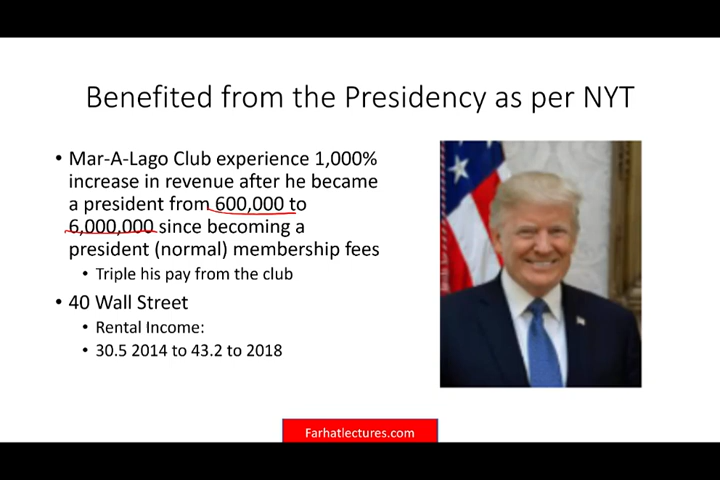 Benefited from the Presidency as per NYT
• Mar-A-Lago Club experience 1,000%
increase in revenue after he became
a president from 600,000 to
6,000,000 since becoming a
president (normal) membership fees
• Triple his pay from the club
• 40 Wall Street
• Rental Income:
• 30.5 2014 to 43.2 to 2018
Farhatlectures.com